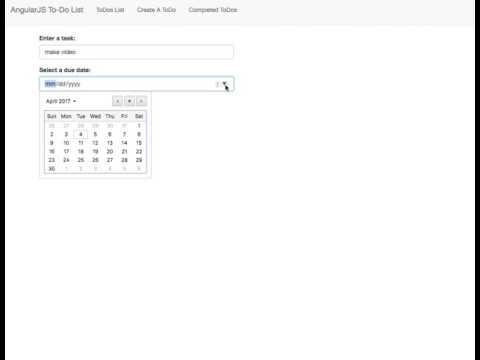 AngularJS To-Do List ToDos List Create A ToDo Completed ToDos
Enter a task:
make video
Select a due date:
mm/dd/yyyy
April 2017
Sun Mon Tue Wed Thu Fri Sat
26 27 28 29 30 31 1
2 3 4 5 6 7 8
9 10 11 12 13 14 15
16 17 18 19 20 21 22
23 24 25 26 27 28 29
30 1 2 3 4 5 6